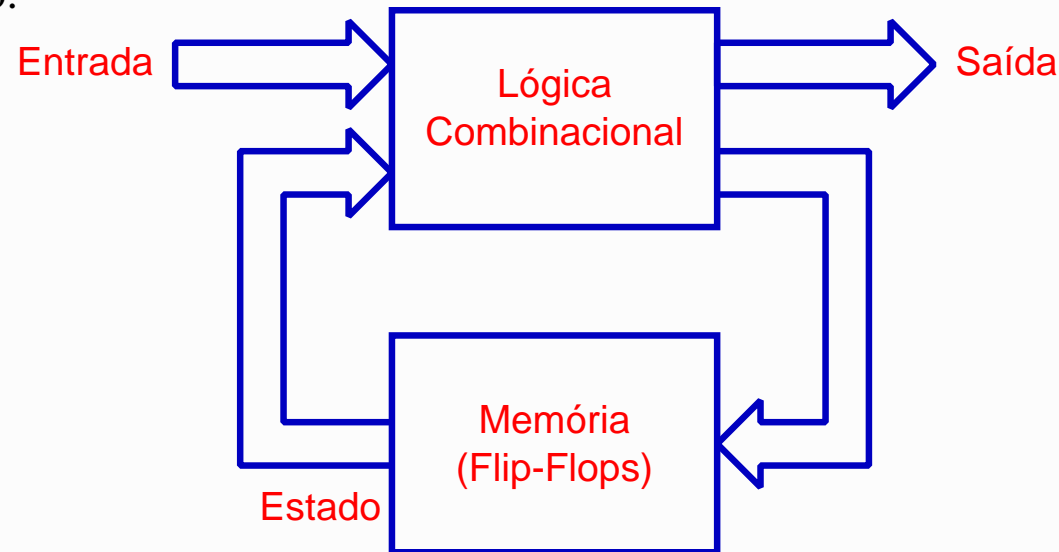 Entrada
Lógica
Combinacional
Saída
Memória
(Flip-Flops)
Estado